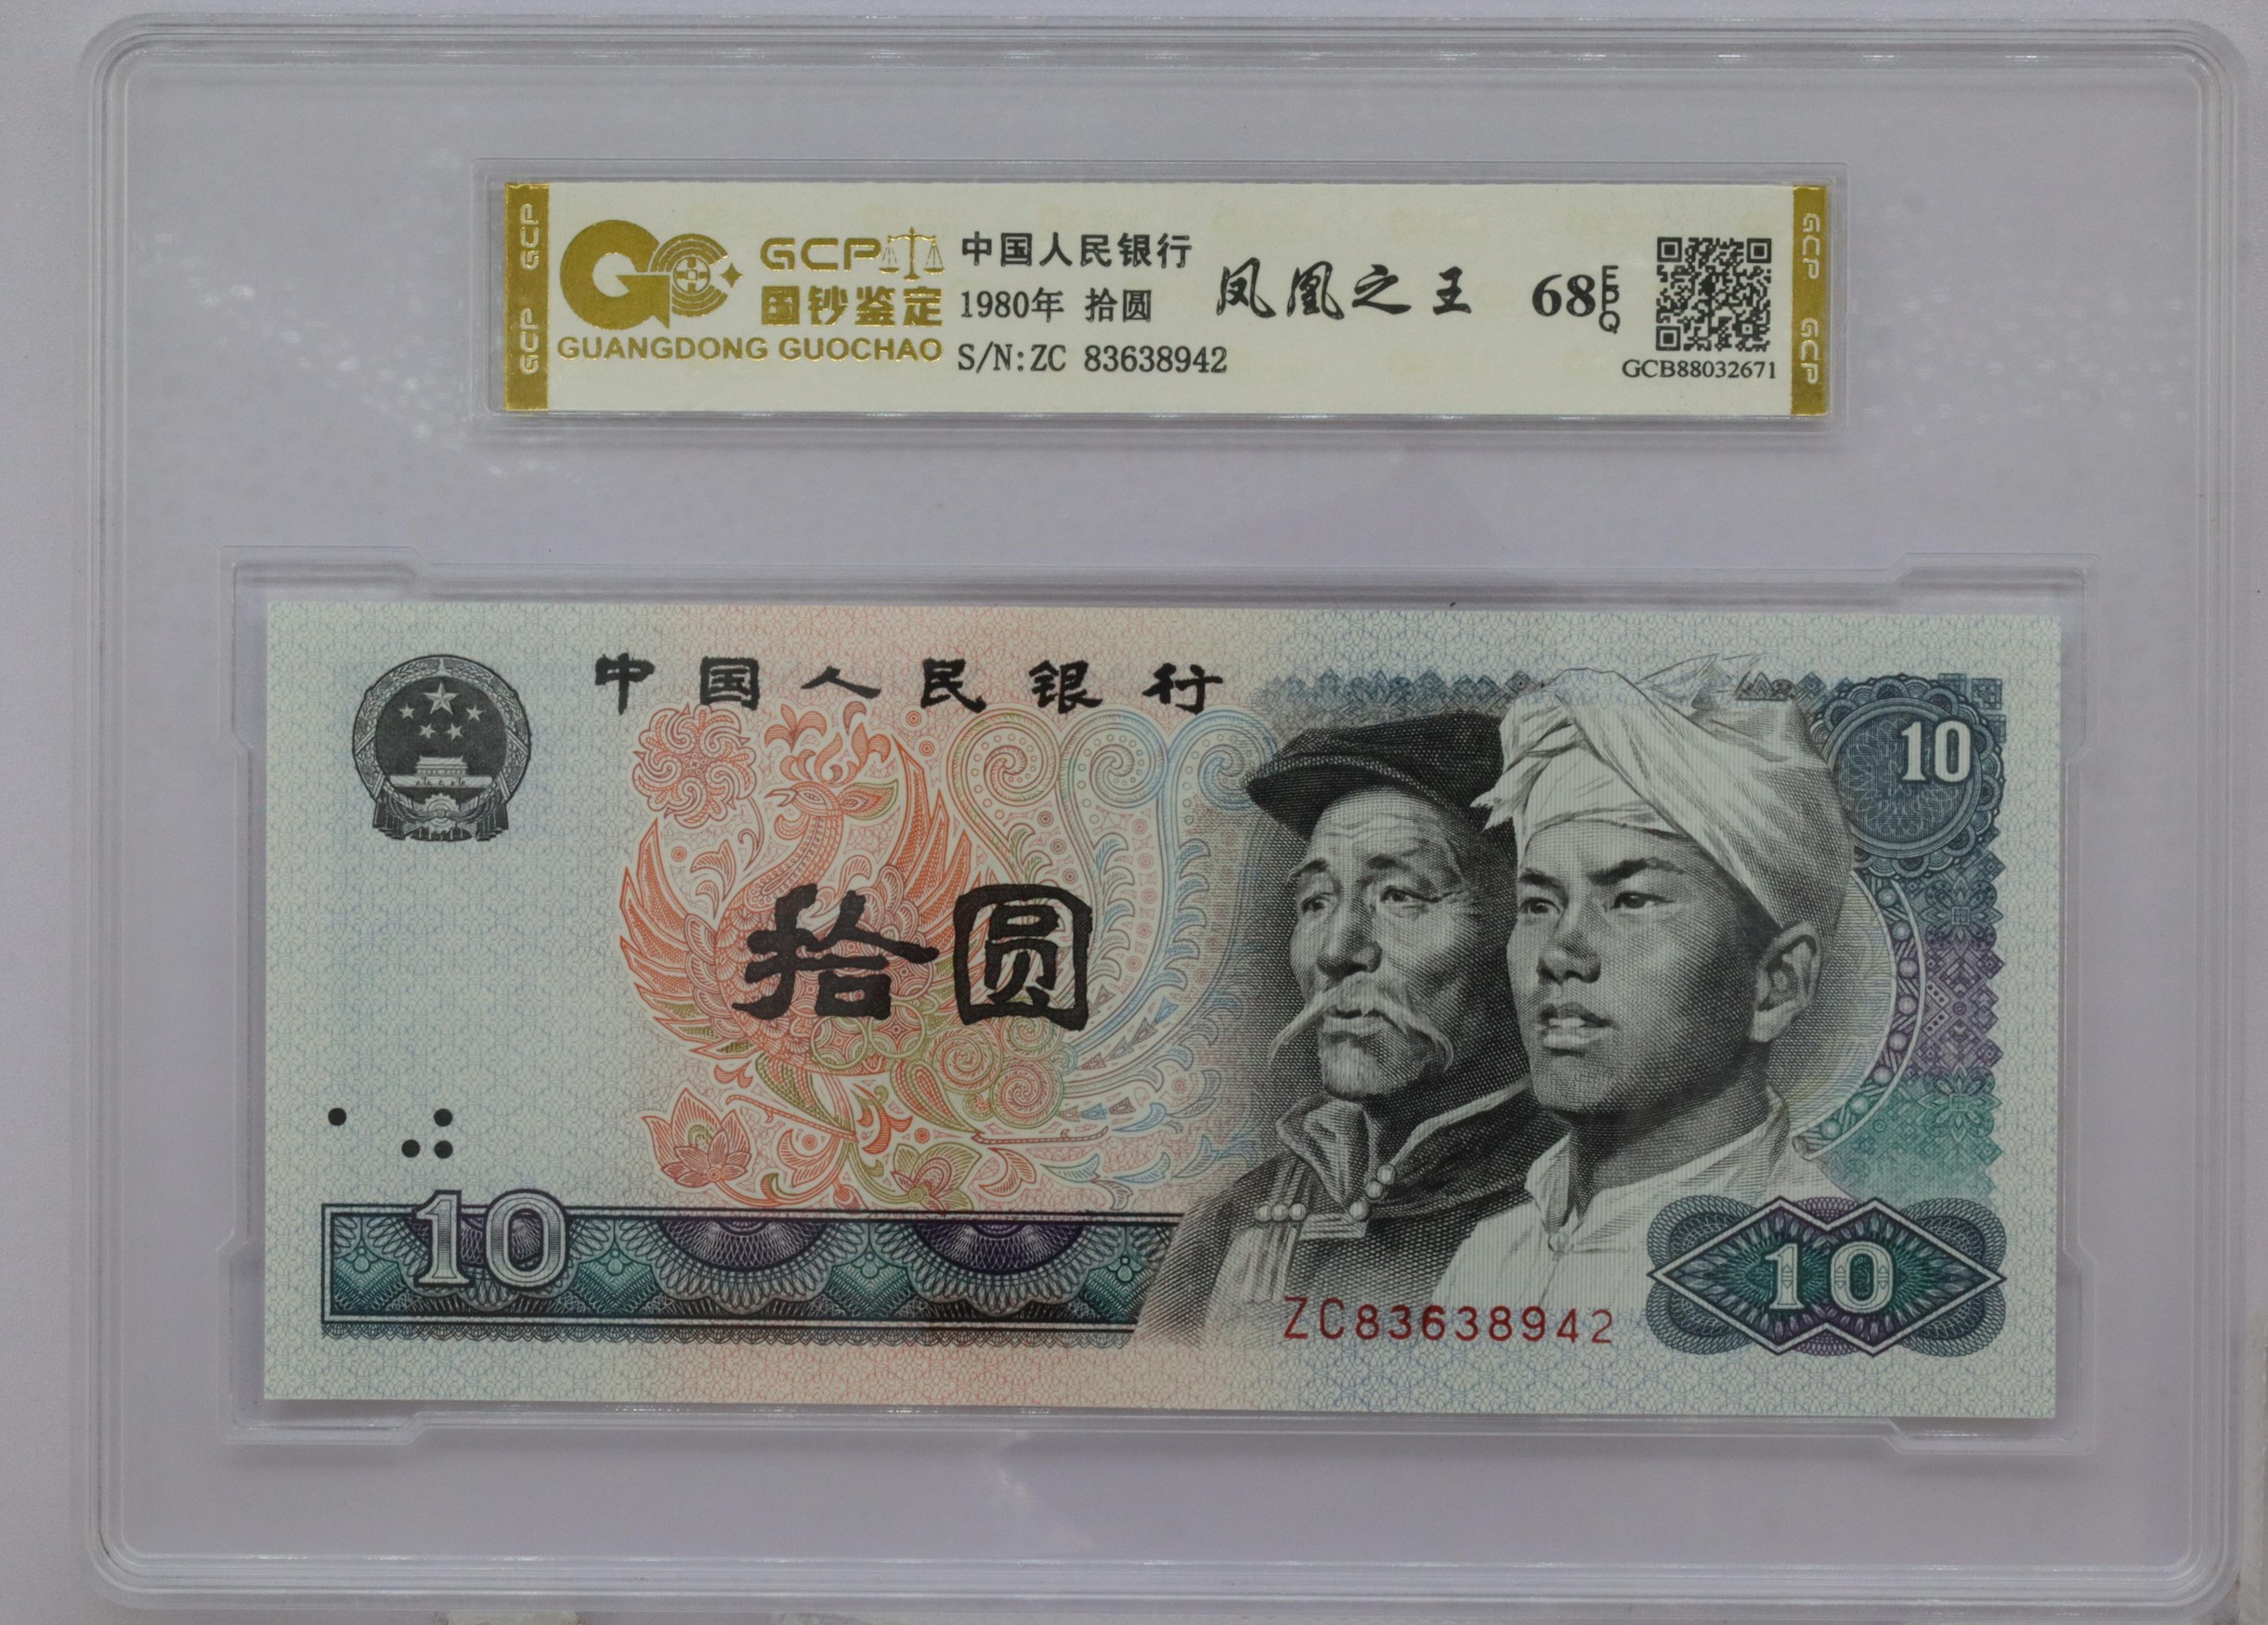 GCP GCP
GCP
国钞鉴定
GUANGDONG GUOCHAO
中国人民银行
1980年 拾圆
S/N:ZC 83638942
凤凰之王
68 EPQ
GCB88032671
GCP GCP
中国人民银行
10
拾圆
10
10
ZC83638942